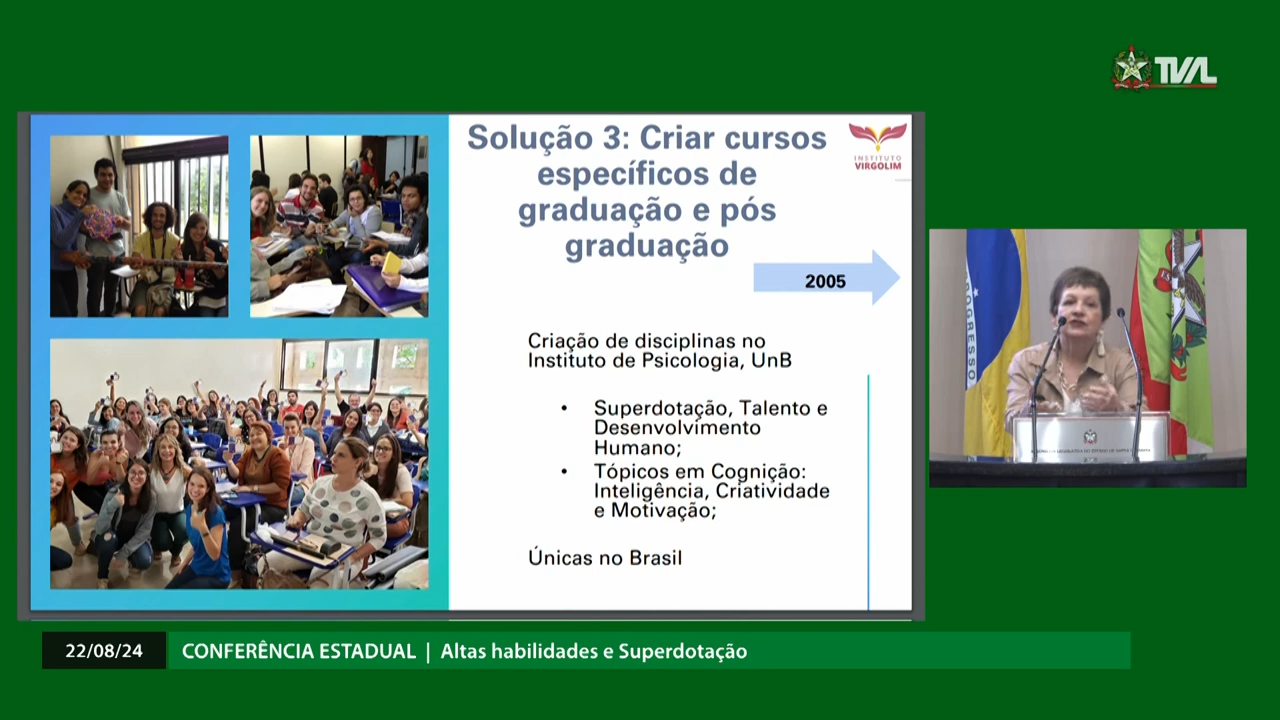 TVAL
Solução 3: Criar cursos
específicos de
graduação e pós
graduação
INSTITUTO
VIRGOLIM
2005
Criação de disciplinas no
Instituto de Psicologia, UnB
• Superdotação, Talento e
Desenvolvimento
Humano;
• Tópicos em Cognição:
Inteligência, Criatividade
e Motivação;
Únicas no Brasil
PROGRESSO
22/08/24 CONFERÊNCIA ESTADUAL | Altas habilidades e Superdotação